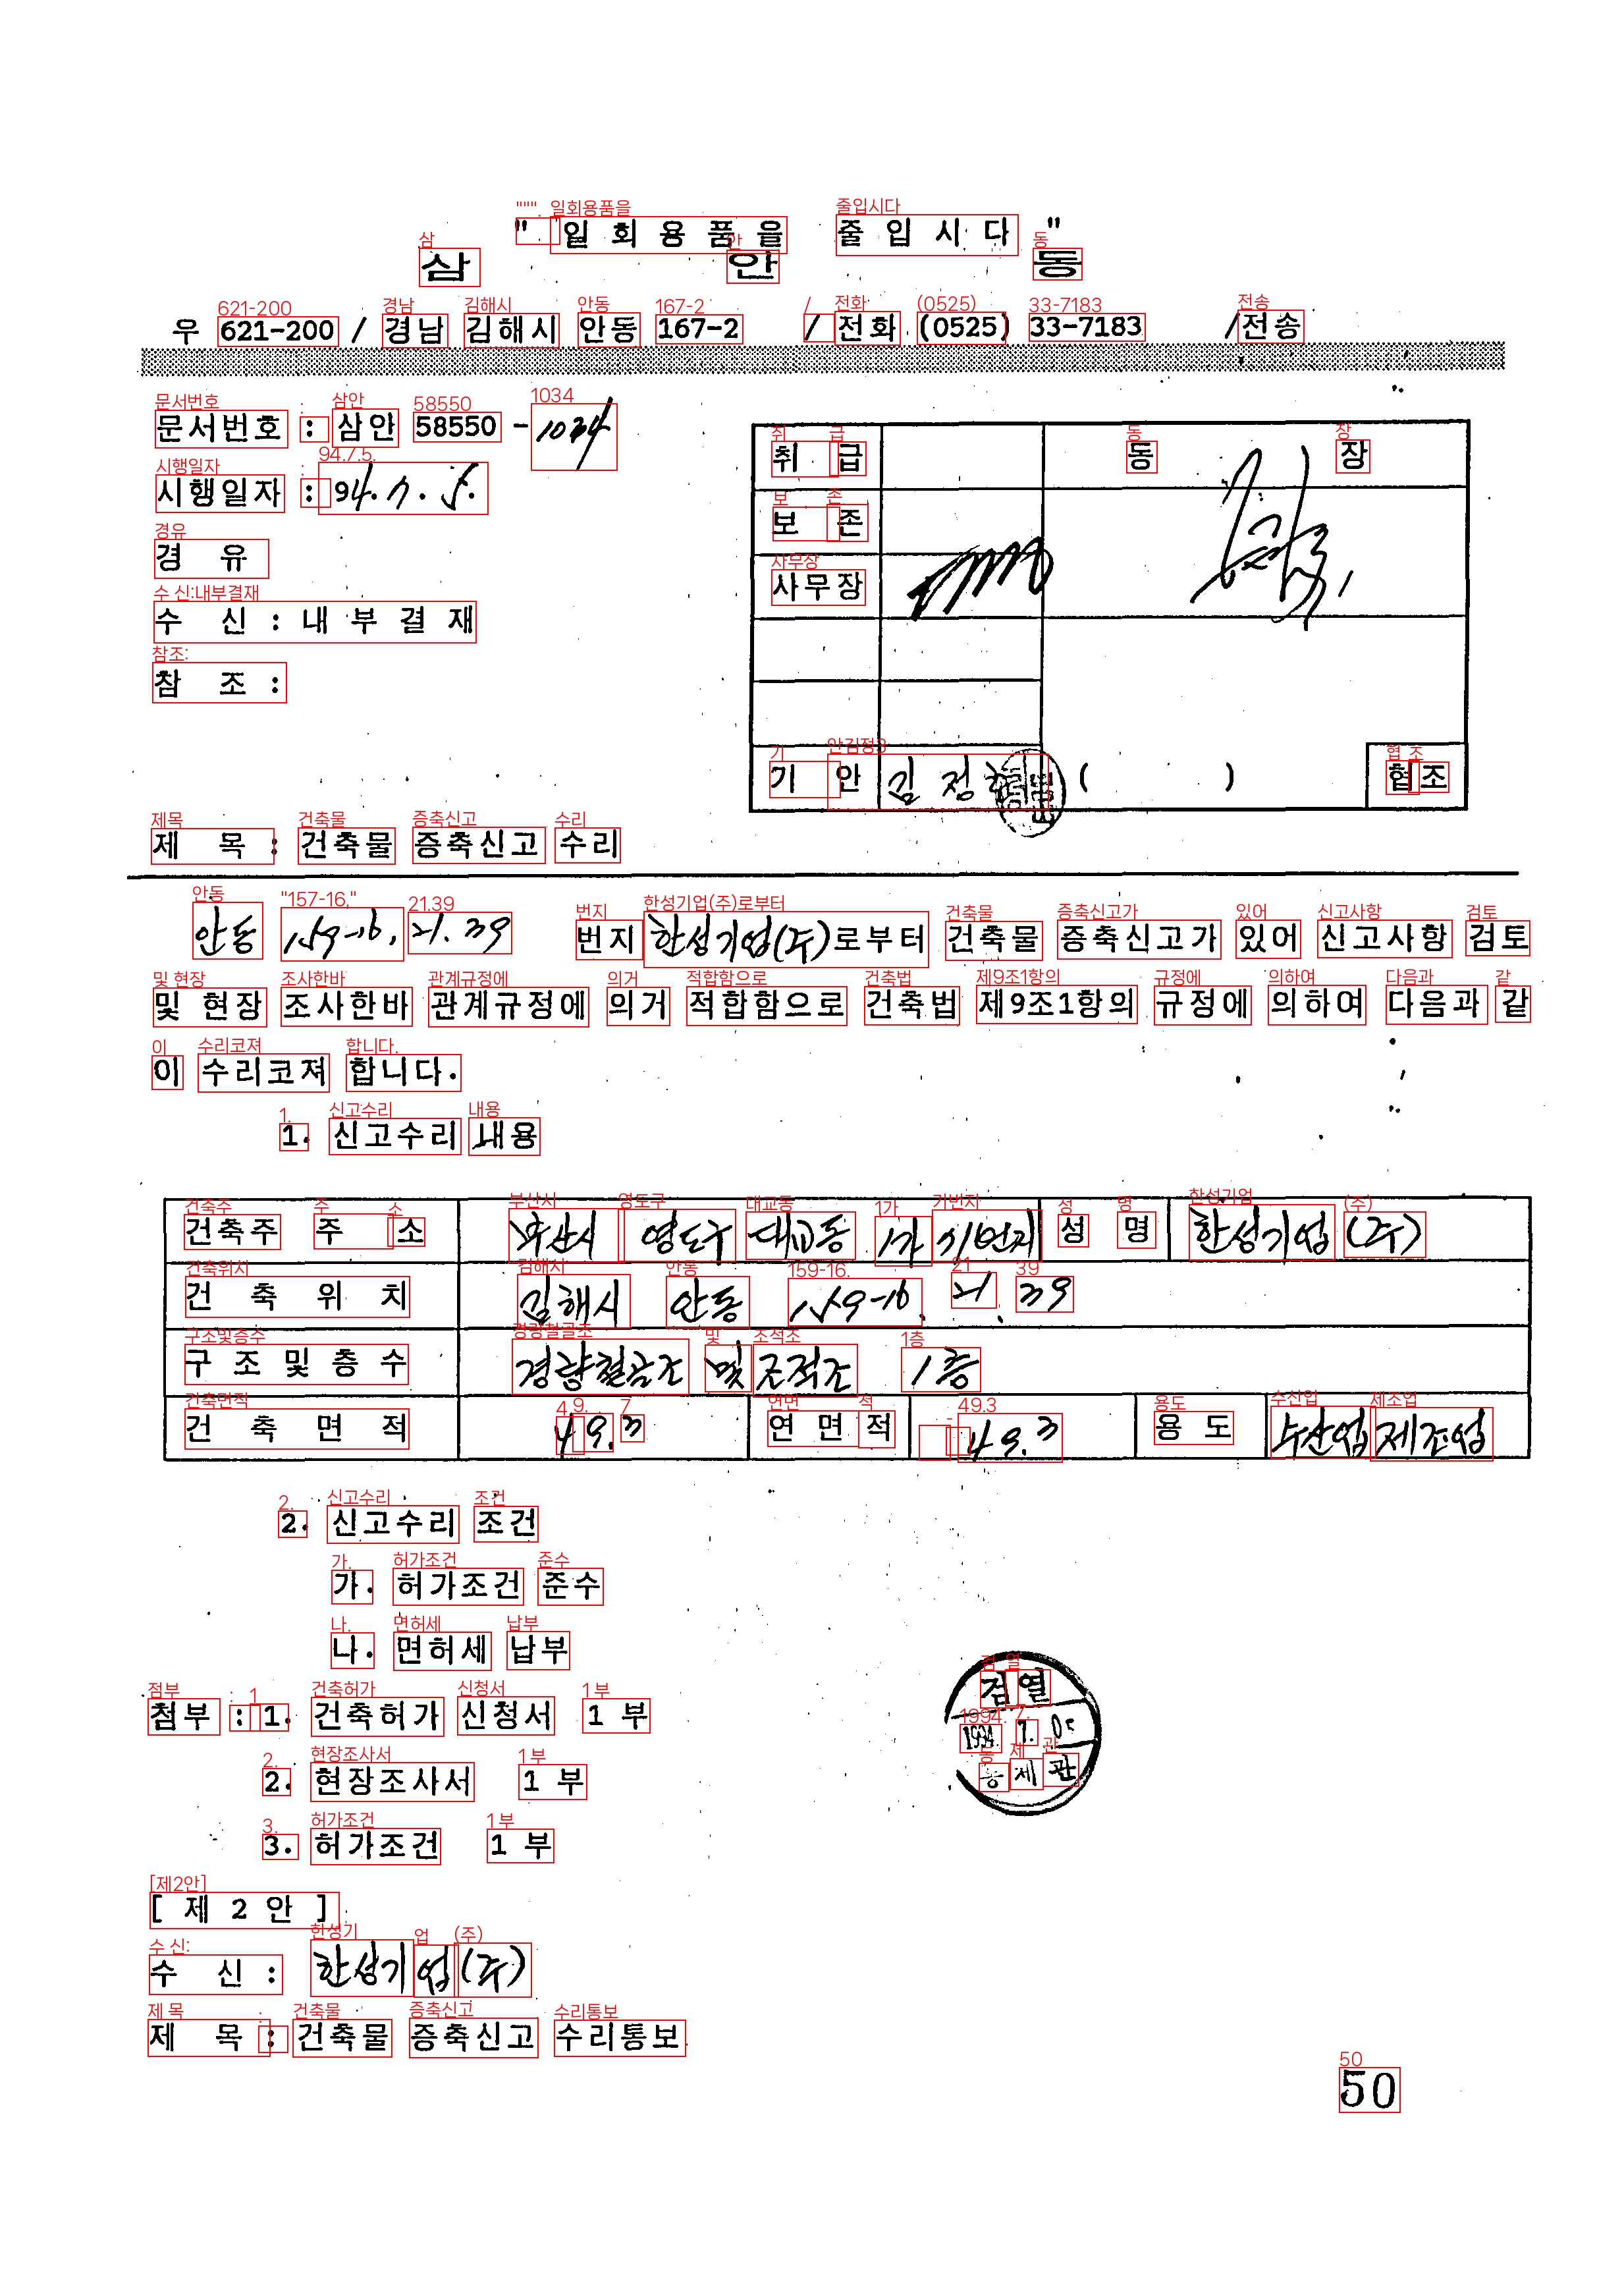 " 일 회 용 품 을 줄 입 시 다 "
삼 안 동
우 621-200 / 경남 김해시 안동 167-2 / 전화 (0525) 33-7183 / 전송
문서번호 : 삼안 58550 - 1034
시행일자 : 94. 7. 5.
경 유
수 신 : 내 부 결 재
참 조 :
취 급 동 장
보 존
사무장
기 안 김 정 ( ) 협조
제 목 : 건축물 증축신고 수리
안동 159-16, 21. 39 번지 한성기업(주)로부터 건축물 증축신고가 있어 신고사항 검토
및 현장 조사한바 관계규정에 의거 적합함으로 건축법 제9조1항의 규정에 의하여 다음과 같
이 수리코져 합니다.
1. 신고수리 내용
건축주 주 소 부산시 영도구 대교동 1가 번지 성 명 한성기업 (주)
건 축 위 치 김해시 안동 159-16. 21. 39
구 조 및 층 수 경량철골조 및 조적조 1층
건 축 면 적 49.3 연 면 적 49.3 용 도 수산업 제조업
2. 신고수리 조건
가. 허가조건 준수
나. 면허세 납부
첨부 : 1. 건축허가 신청서 1 부
2. 현장조사서 1 부
3. 허가조건 1 부
검열
1994. 7. 05
통제관
[ 제 2 안 ]
수 신 : 한성기업(주)
제 목 : 건축물 증축신고 수리통보
50